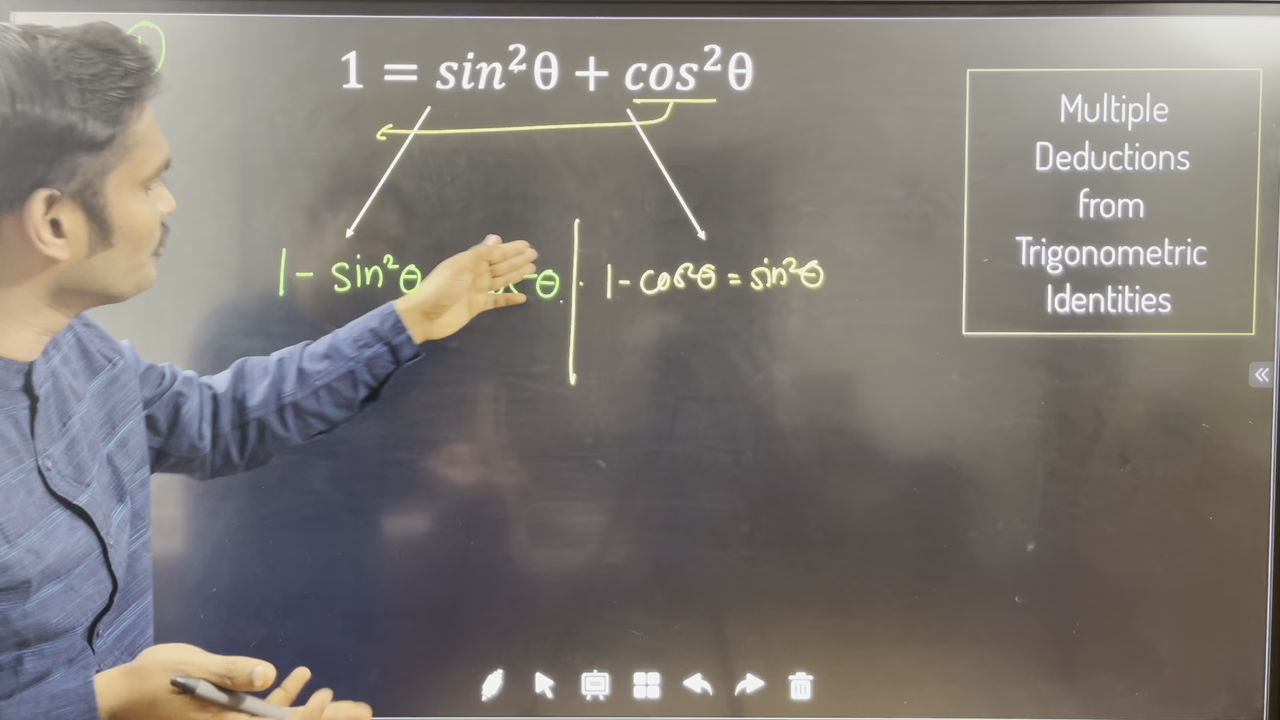 1 = sin²θ + cos²θ
1 - sin²θ θ
1 - cos²θ = sin²θ
Multiple
Deductions
from
Trigonometric
Identities